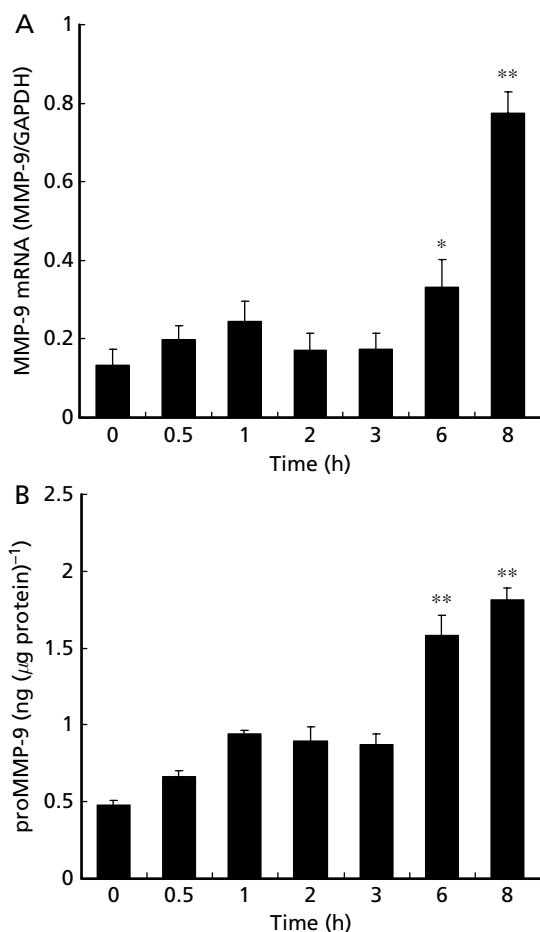 A
MMP-9 mRNA (MMP-9/GAPDH)
1
0.8
0.6
0.4
0.2
0
*
**
0 0.5 1 2 3 6 8
Time (h)
B
proMMP-9 (ng (μg protein)⁻¹)
2.5
2
1.5
1
0.5
0
**
**
0 0.5 1 2 3 6 8
Time (h)